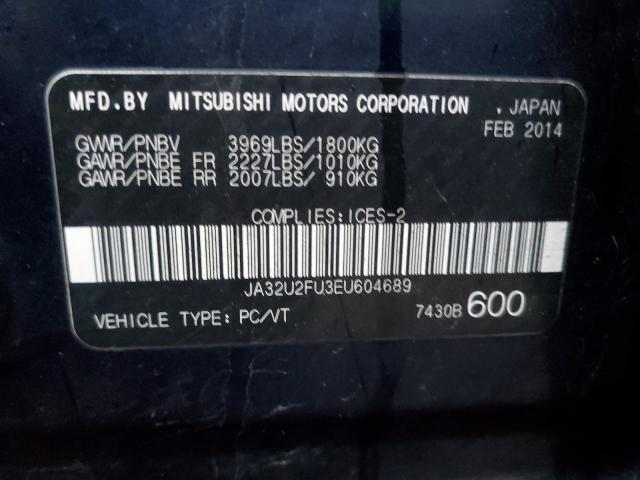 MFD.BY MITSUBISHI MOTORS CORPORATION , JAPAN
FEB 2014
GVWR/PNBV 3969LBS/1800KG
GAWR/PNBE FR 2227LBS/1010KG
GAWR/PNBE RR 2007LBS/ 910KG
COMPLIES:ICES-2
JA32U2FU3EU604689
VEHICLE TYPE: PC/VT 7430B 600